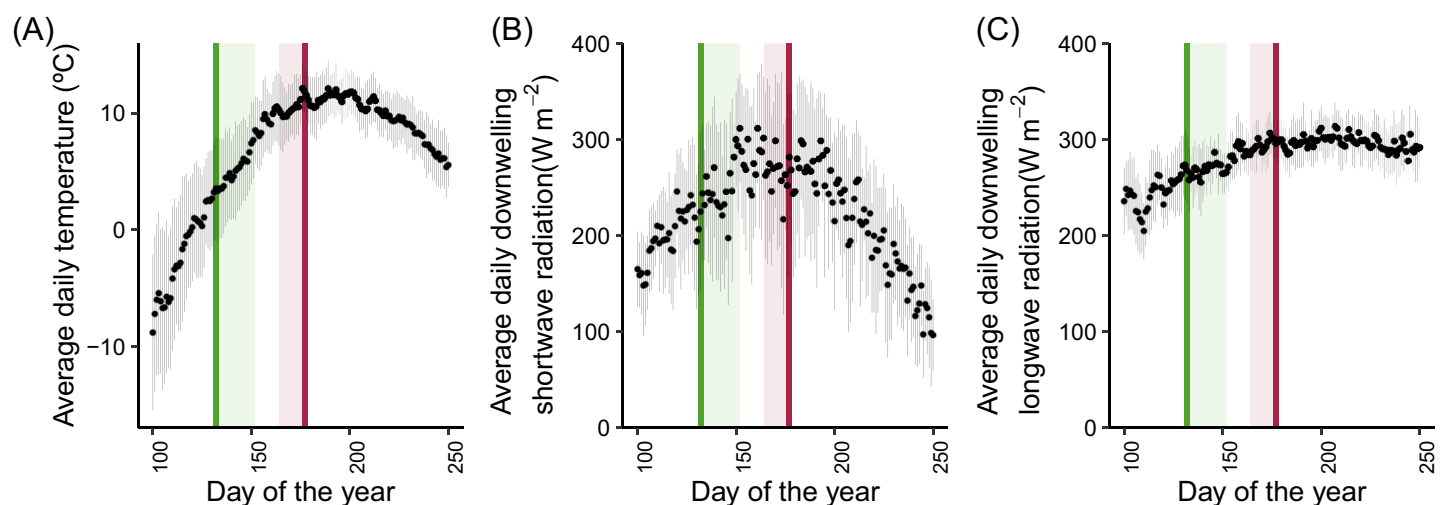 (A)
Average daily temperature (ºC)
10
0
−10
100
150
200
250
Day of the year
(B)
Average daily downwelling
shortwave radiation(W m−2)
400
300
200
100
0
100
150
200
250
Day of the year
(C)
Average daily downwelling
longwave radiation(W m−2)
400
300
200
100
0
100
150
200
250
Day of the year